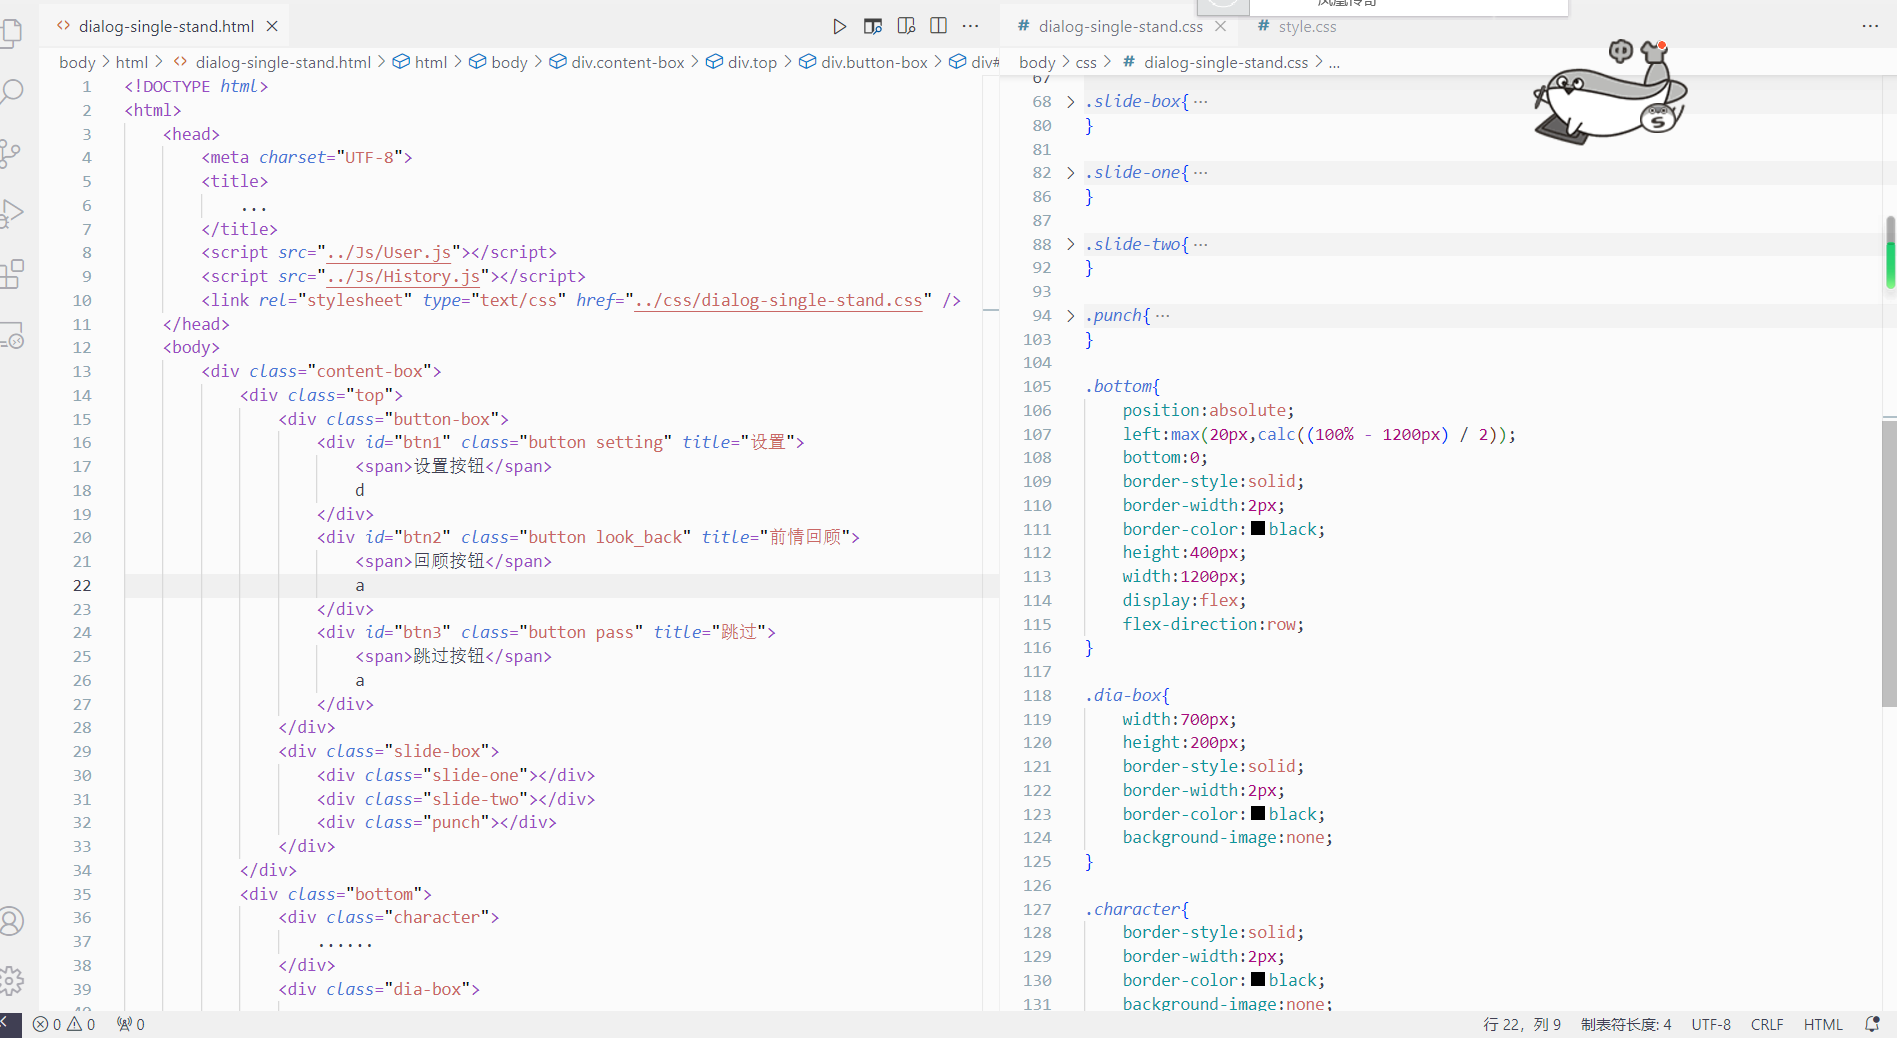 dialog-single-stand.html
body > html > dialog-single-stand.html > html > body > div.content-box > div.top > div.button-box > div#
1 <!DOCTYPE html>
2 <html>
3 <head>
4 <meta charset="UTF-8">
5 <title>
6 ...
7 </title>
8 <script src="../Js/User.js"></script>
9 <script src="../Js/History.js"></script>
10 <link rel="stylesheet" type="text/css" href="../css/dialog-single-stand.css" />
11 </head>
12 <body>
13 <div class="content-box">
14 <div class="top">
15 <div class="button-box">
16 <div id="btn1" class="button setting" title="设置">
17 <span>设置按钮</span>
18 d
19 </div>
20 <div id="btn2" class="button look_back" title="前情回顾">
21 <span>回顾按钮</span>
22 a
23 </div>
24 <div id="btn3" class="button pass" title="跳过">
25 <span>跳过按钮</span>
26 a
27 </div>
28 </div>
29 <div class="slide-box">
30 <div class="slide-one"></div>
31 <div class="slide-two"></div>
32 <div class="punch"></div>
33 </div>
34 </div>
35 <div class="bottom">
36 <div class="character">
37 ......
38 </div>
39 <div class="dia-box">
dialog-single-stand.css
style.css
body > css > dialog-single-stand.css > ...
中
S
67
68 .slide-box{ ...
80 }
81
82 .slide-one{ ...
86 }
87
88 .slide-two{ ...
92 }
93
94 .punch{ ...
103 }
104
105 .bottom{
106 position:absolute;
107 left:max(20px,calc((100% - 1200px) / 2));
108 bottom:0;
109 border-style:solid;
110 border-width:2px;
111 border-color:black;
112 height:400px;
113 width:1200px;
114 display:flex;
115 flex-direction:row;
116 }
117
118 .dia-box{
119 width:700px;
120 height:200px;
121 border-style:solid;
122 border-width:2px;
123 border-color:black;
124 background-image:none;
125 }
126
127 .character{
128 border-style:solid;
129 border-width:2px;
130 border-color:black;
131 background-image:none;
0 0 0
行 22，列 9 制表符长度: 4 UTF-8 CRLF HTML